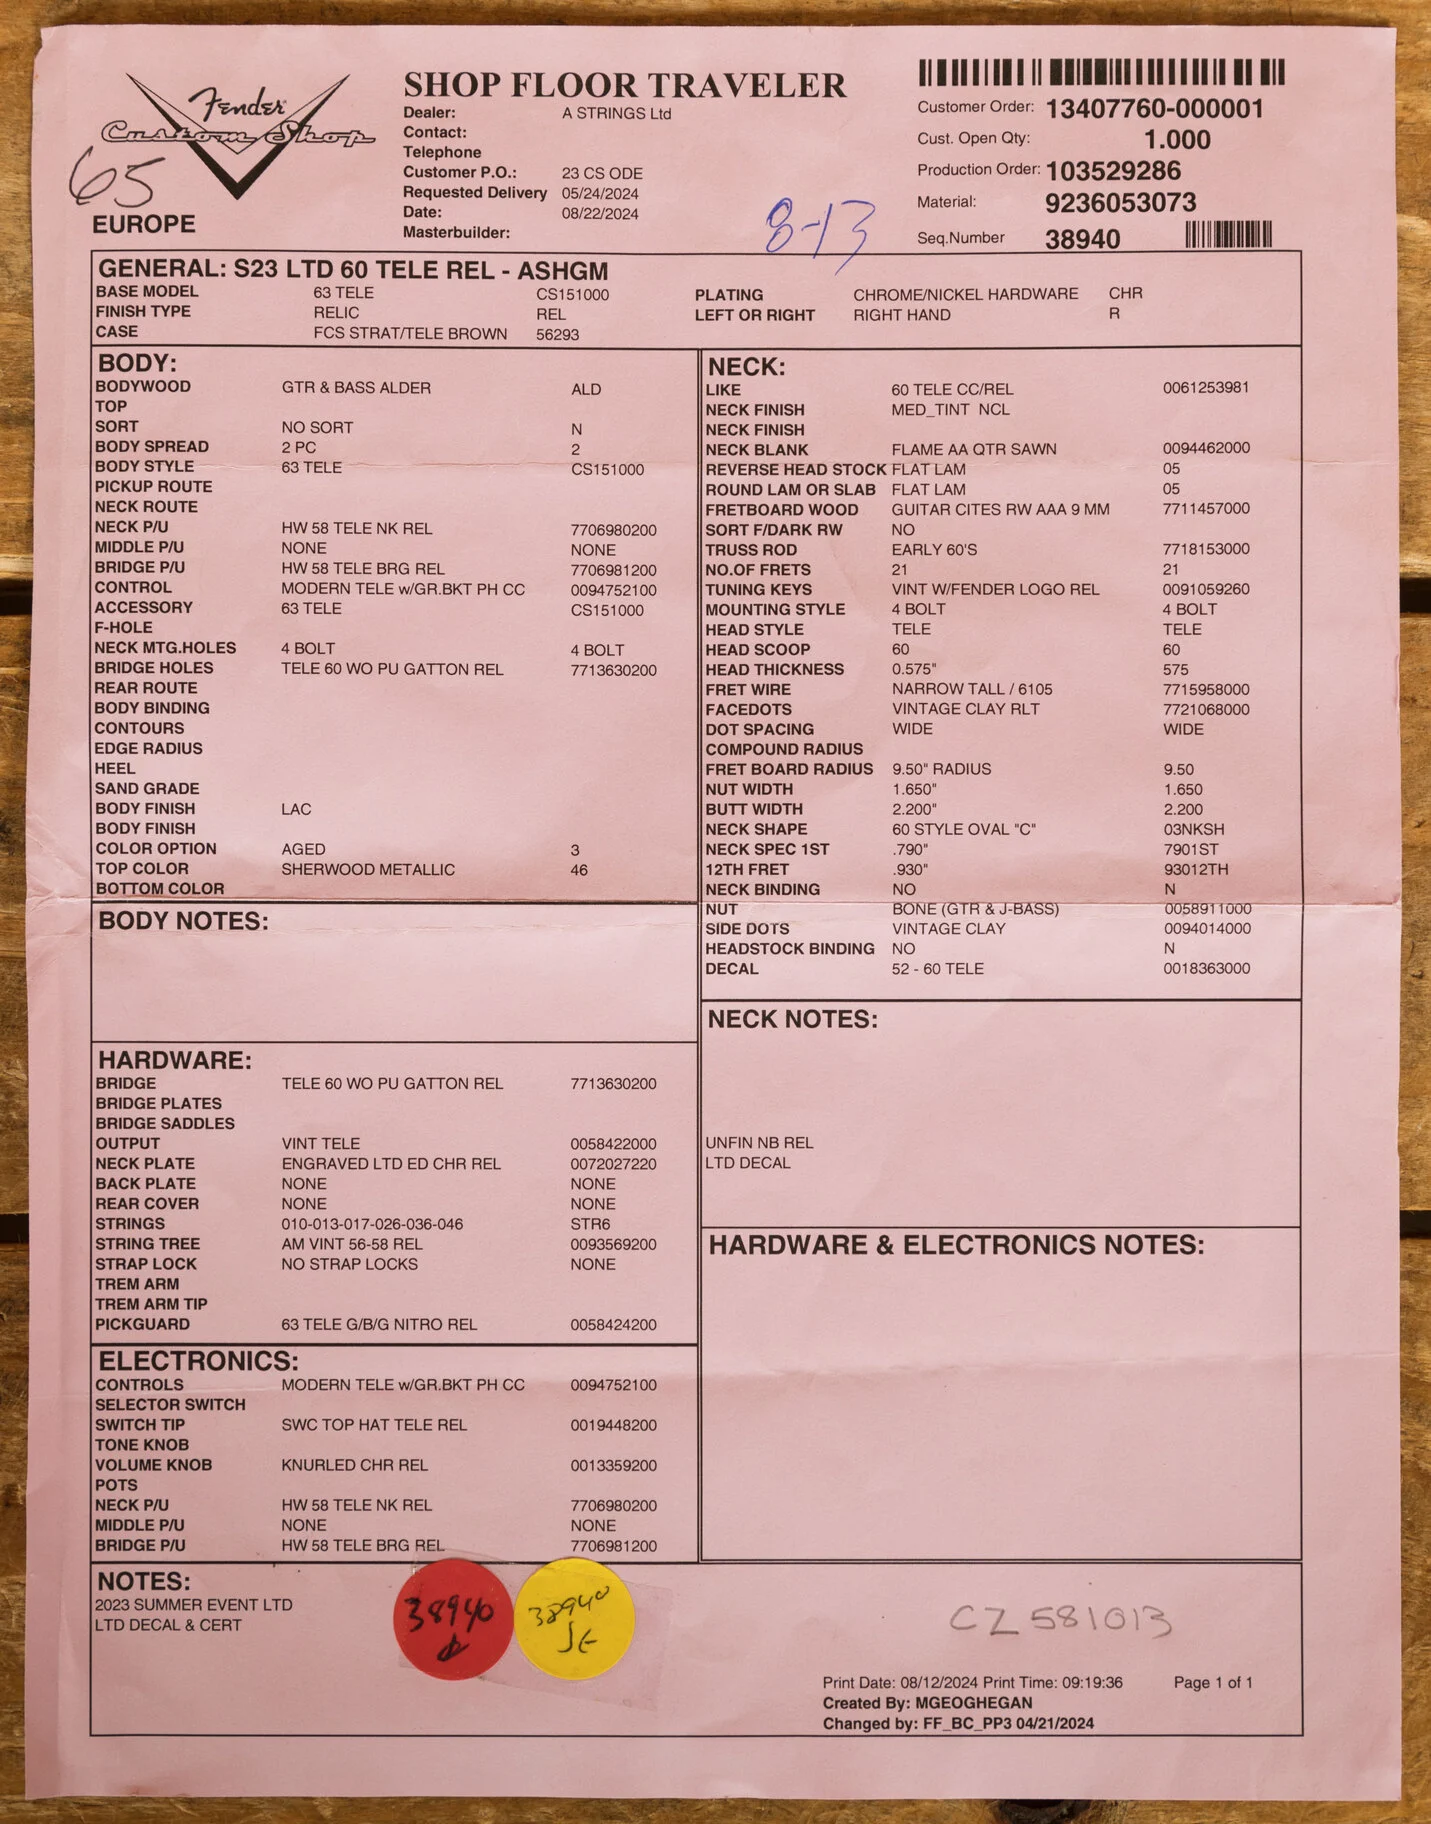 Fender
Custom Shop
65
EUROPE
SHOP FLOOR TRAVELER
Dealer: A STRINGS Ltd
Contact:
Telephone
Customer P.O.: 23 CS ODE
Requested Delivery 05/24/2024
Date: 08/22/2024
Masterbuilder:
8-13
Customer Order: 13407760-000001
Cust. Open Qty: 1.000
Production Order: 103529286
Material: 9236053073
Seq.Number 38940
GENERAL: S23 LTD 60 TELE REL - ASHGM
BASE MODEL 63 TELE CS151000
FINISH TYPE RELIC REL
CASE FCS STRAT/TELE BROWN 56293
PLATING CHROME/NICKEL HARDWARE CHR
LEFT OR RIGHT RIGHT HAND R
BODY:
BODYWOOD GTR & BASS ALDER ALD
TOP
SORT NO SORT N
BODY SPREAD 2 PC 2
BODY STYLE 63 TELE CS151000
PICKUP ROUTE
NECK ROUTE
NECK P/U HW 58 TELE NK REL 7706980200
MIDDLE P/U NONE NONE
BRIDGE P/U HW 58 TELE BRG REL 7706981200
CONTROL MODERN TELE w/GR.BKT PH CC 0094752100
ACCESSORY 63 TELE CS151000
F-HOLE
NECK MTG.HOLES 4 BOLT 4 BOLT
BRIDGE HOLES TELE 60 WO PU GATTON REL 7713630200
REAR ROUTE
BODY BINDING
CONTOURS
EDGE RADIUS
HEEL
SAND GRADE
BODY FINISH LAC
BODY FINISH
COLOR OPTION AGED 3
TOP COLOR SHERWOOD METALLIC 46
BOTTOM COLOR
BODY NOTES:
HARDWARE:
BRIDGE TELE 60 WO PU GATTON REL 7713630200
BRIDGE PLATES
BRIDGE SADDLES
OUTPUT VINT TELE 0058422000
NECK PLATE ENGRAVED LTD ED CHR REL 0072027220
BACK PLATE NONE NONE
REAR COVER NONE NONE
STRINGS 010-013-017-026-036-046 STR6
STRING TREE AM VINT 56-58 REL 0093569200
STRAP LOCK NO STRAP LOCKS NONE
TREM ARM
TREM ARM TIP
PICKGUARD 63 TELE G/B/G NITRO REL 0058424200
ELECTRONICS:
CONTROLS MODERN TELE w/GR.BKT PH CC 0094752100
SELECTOR SWITCH
SWITCH TIP SWC TOP HAT TELE REL 0019448200
TONE KNOB
VOLUME KNOB KNURLED CHR REL 0013359200
POTS
NECK P/U HW 58 TELE NK REL 7706980200
MIDDLE P/U NONE NONE
BRIDGE P/U HW 58 TELE BRG REL 7706981200
NECK:
LIKE 60 TELE CC/REL 0061253981
NECK FINISH MED_TINT NCL
NECK FINISH
NECK BLANK FLAME AA QTR SAWN 0094462000
REVERSE HEAD STOCK FLAT LAM 05
ROUND LAM OR SLAB FLAT LAM 05
FRETBOARD WOOD GUITAR CITES RW AAA 9 MM 7711457000
SORT F/DARK RW NO
TRUSS ROD EARLY 60'S 7718153000
NO.OF FRETS 21 21
TUNING KEYS VINT W/FENDER LOGO REL 0091059260
MOUNTING STYLE 4 BOLT 4 BOLT
HEAD STYLE TELE TELE
HEAD SCOOP 60 60
HEAD THICKNESS 0.575" 575
FRET WIRE NARROW TALL / 6105 7715958000
FACEDOTS VINTAGE CLAY RLT 7721068000
DOT SPACING WIDE WIDE
COMPOUND RADIUS
FRET BOARD RADIUS 9.50" RADIUS 9.50
NUT WIDTH 1.650" 1.650
BUTT WIDTH 2.200" 2.200
NECK SHAPE 60 STYLE OVAL "C" 03NKSH
NECK SPEC 1ST .790" 7901ST
12TH FRET .930" 93012TH
NECK BINDING NO N
NUT BONE (GTR & J-BASS) 0058911000
SIDE DOTS VINTAGE CLAY 0094014000
HEADSTOCK BINDING NO N
DECAL 52 - 60 TELE 0018363000
NECK NOTES:
UNFIN NB REL
LTD DECAL
HARDWARE & ELECTRONICS NOTES:
NOTES:
2023 SUMMER EVENT LTD
LTD DECAL & CERT
38940
38940
CZ581013
Print Date: 08/12/2024 Print Time: 09:19:36 Page 1 of 1
Created By: MGEOGHEGAN
Changed by: FF_BC_PP3 04/21/2024